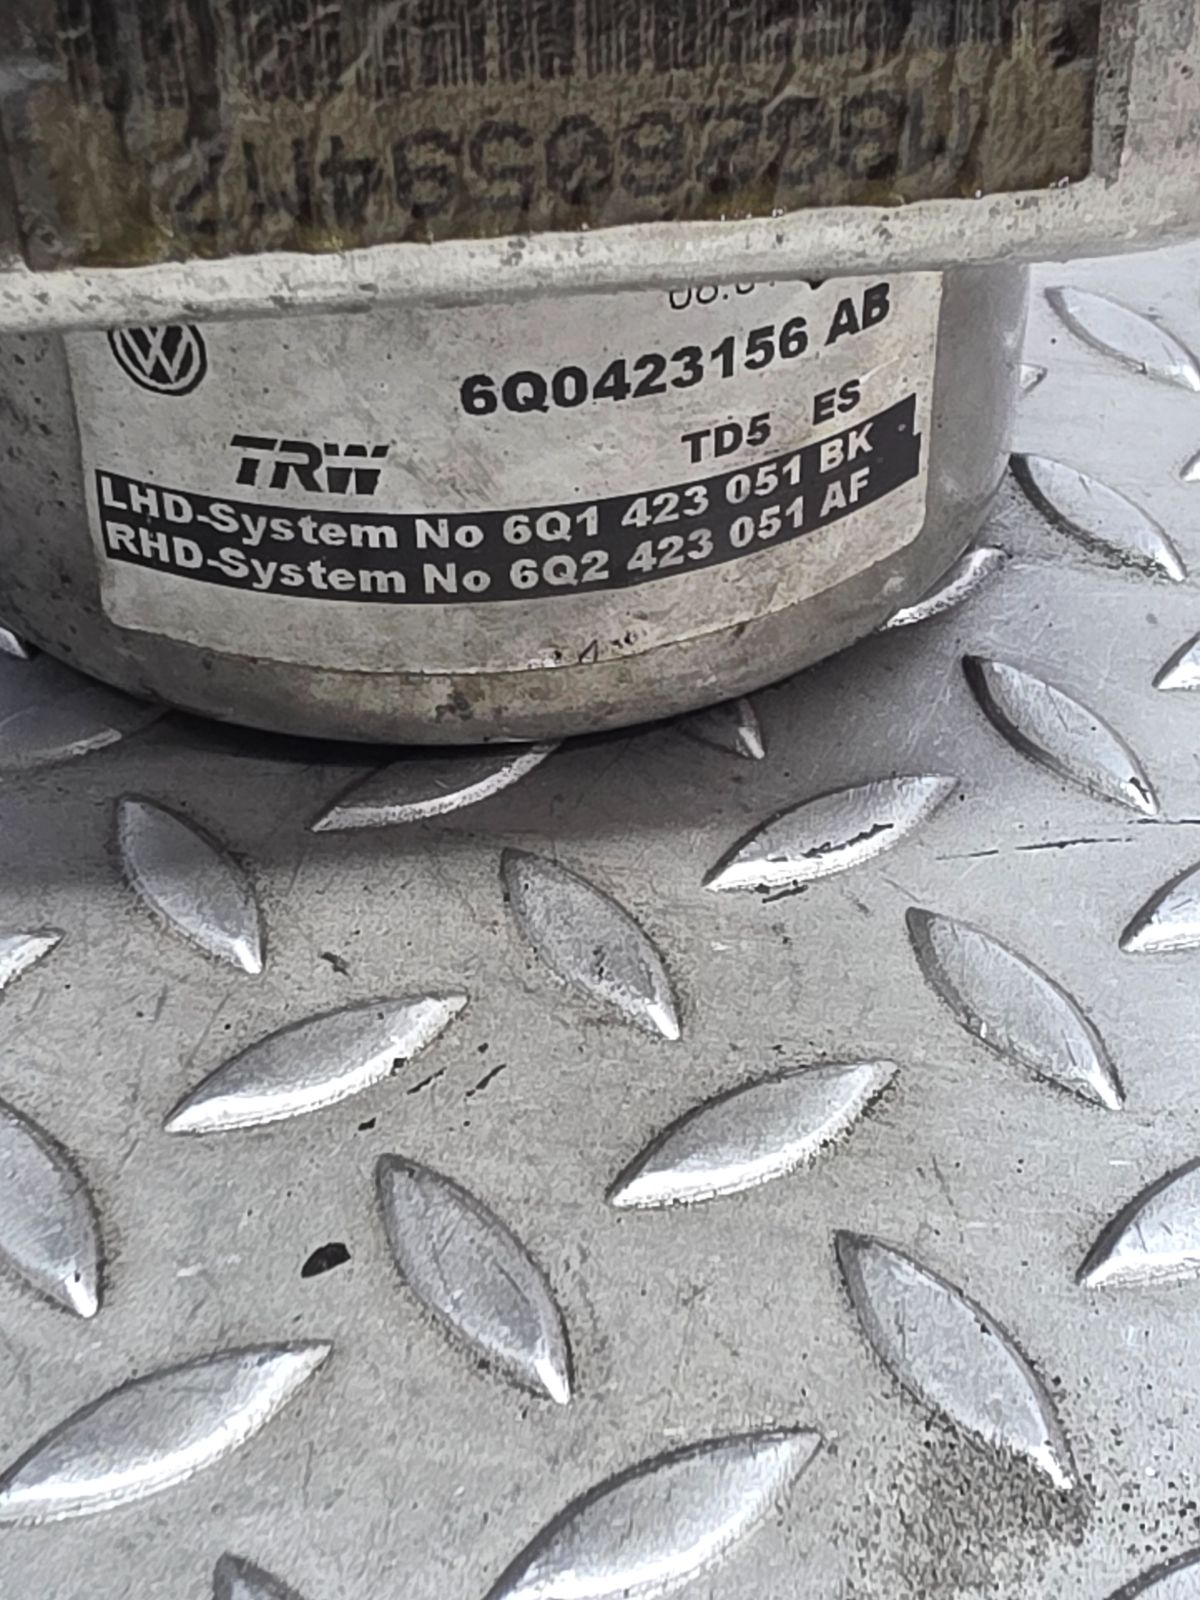 6Q0423156 AB
TRW
TD5 ES
LHD-System No 6Q1 423 051 BK
RHD-System No 6Q2 423 051 AF